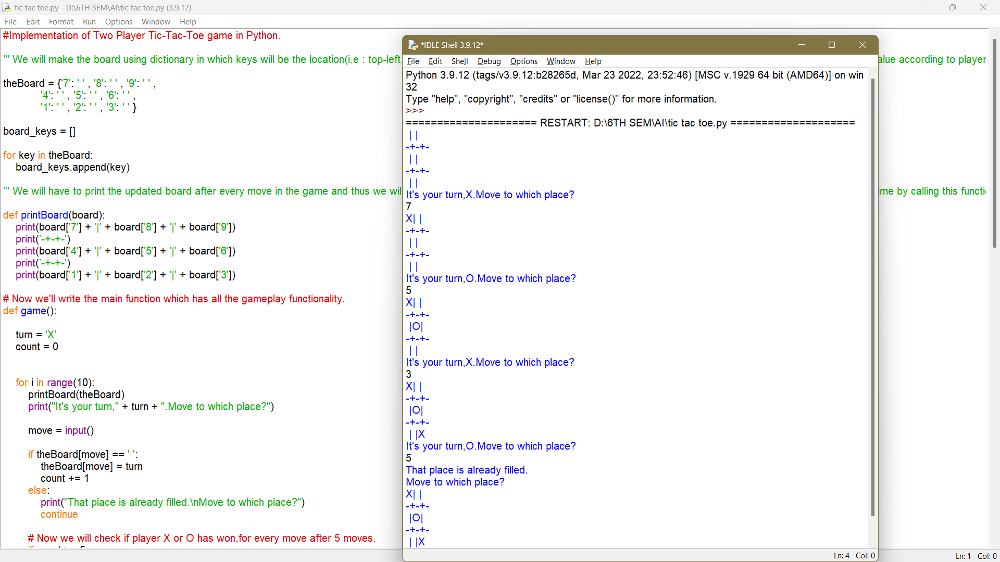 tic tac toe.py - D:\6TH SEM\AI\tic tac toe.py (3.9.12)
File Edit Format Run Options Window Help
#Implementation of Two Player Tic-Tac-Toe game in Python.
''' We will make the board using dictionary in which keys will be the location(i.e : top-left,
alue according to player
theBoard = {'7': ' ' , '8': ' ' , '9': ' ' ,
'4': ' ' , '5': ' ' , '6': ' ' ,
'1': ' ' , '2': ' ' , '3': ' ' }
board_keys = []
for key in theBoard:
board_keys.append(key)
''' We will have to print the updated board after every move in the game and thus we wil
ime by calling this functi
def printBoard(board):
print(board['7'] + '|' + board['8'] + '|' + board['9'])
print('-+-+-')
print(board['4'] + '|' + board['5'] + '|' + board['6'])
print('-+-+-')
print(board['1'] + '|' + board['2'] + '|' + board['3'])
# Now we'll write the main function which has all the gameplay functionality.
def game():
turn = 'X'
count = 0
for i in range(10):
printBoard(theBoard)
print("It's your turn," + turn + ".Move to which place?")
move = input()
if theBoard[move] == ' ':
theBoard[move] = turn
count += 1
else:
print("That place is already filled.\nMove to which place?")
continue
# Now we will check if player X or O has won,for every move after 5 moves.
Ln: 1 Col: 0
*IDLE Shell 3.9.12*
File Edit Shell Debug Options Window Help
Python 3.9.12 (tags/v3.9.12:b28265d, Mar 23 2022, 23:52:46) [MSC v.1929 64 bit (AMD64)] on win
32
Type "help", "copyright", "credits" or "license()" for more information.
>>>
===================== RESTART: D:\6TH SEM\AI\tic tac toe.py ====================
| |
-+-+-
| |
-+-+-
| |
It's your turn,X.Move to which place?
7
X| |
-+-+-
| |
-+-+-
| |
It's your turn,O.Move to which place?
5
X| |
-+-+-
|O|
-+-+-
| |
It's your turn,X.Move to which place?
3
X| |
-+-+-
|O|
-+-+-
| |X
It's your turn,O.Move to which place?
5
That place is already filled.
Move to which place?
X| |
-+-+-
|O|
-+-+-
| |X
Ln: 4 Col: 0